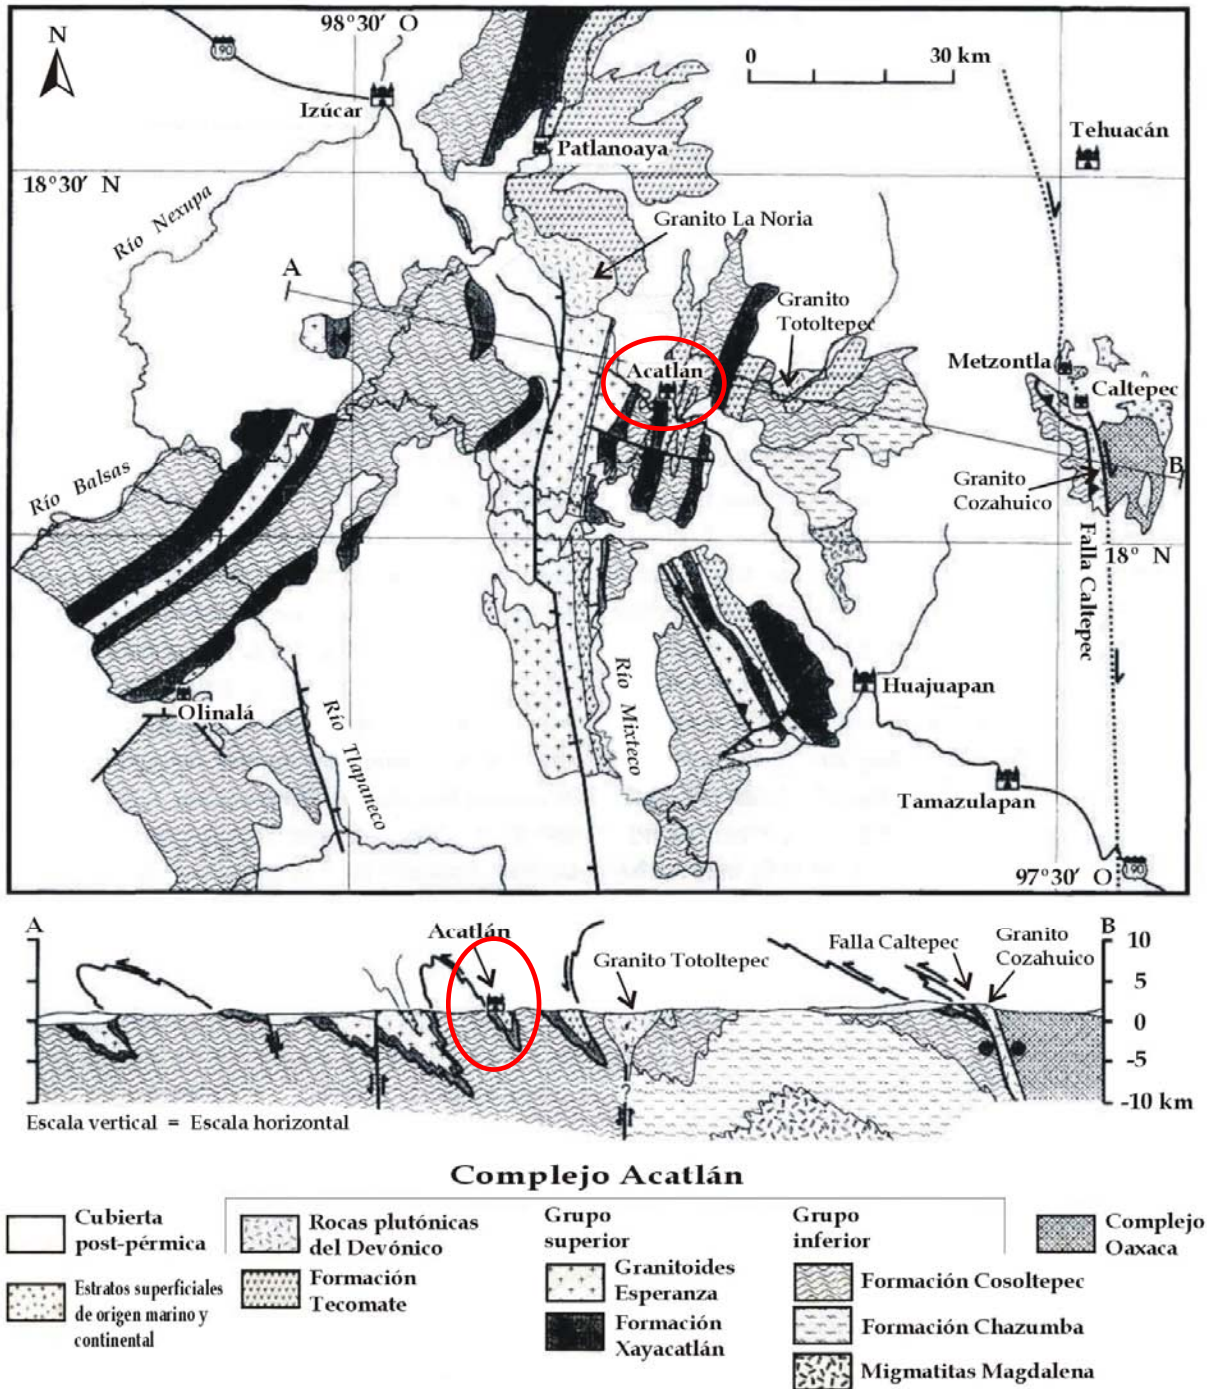 98°30′ O
N
190
0 30 km
Izúcar
Tehuacán
Patlanoaya
18°30′ N
Río Nexupa
Granito La Noria
A
Granito
Totoltepec
Metzontla
Acatlán
Caltepec
B
Río Balsas
Granito
Cozahuico
18° N
Falla Caltepec
Río Mixteco
Huajuapan
Olinalá
Río Tlapaneco
Tamazulapan
190
97°30′ O
A
Acatlán
Granito Totoltepec
Falla Caltepec
Granito
Cozahuico
B
10
0
-5
-10 km
?
Escala vertical = Escala horizontal
Complejo Acatlán
Cubierta
post-pérmica
Estratos superficiales
de origen marino y
continental
Rocas plutónicas
del Devónico
Formación
Tecomate
Grupo
superior
Granitoides
Esperanza
Formación
Xayacatlán
Grupo
inferior
Formación Cosoltepec
Formación Chazumba
Migmatitas Magdalena
Complejo
Oaxaca